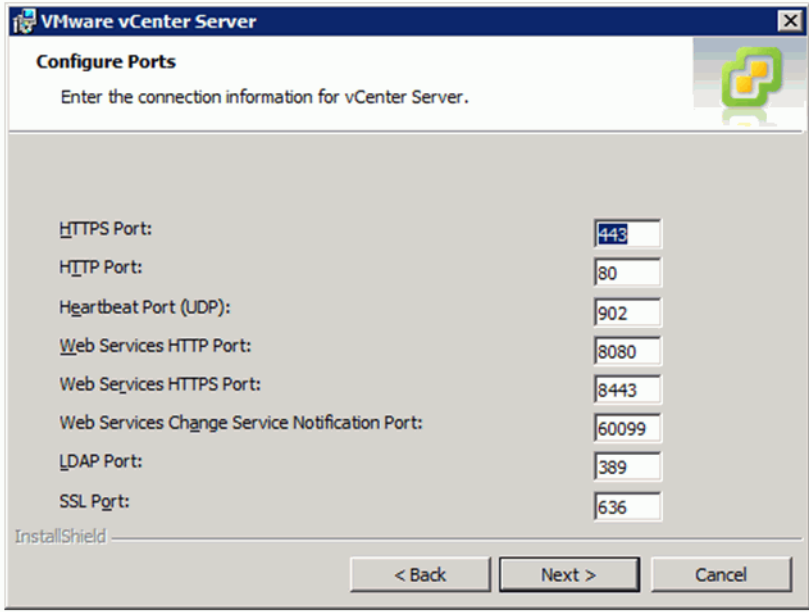 VMware vCenter Server
Configure Ports
Enter the connection information for vCenter Server.
HTTPS Port: 443
HTTP Port: 80
Heartbeat Port (UDP): 902
Web Services HTTP Port: 8080
Web Services HTTPS Port: 8443
Web Services Change Service Notification Port: 60099
LDAP Port: 389
SSL Port: 636
InstallShield
< Back Next > Cancel